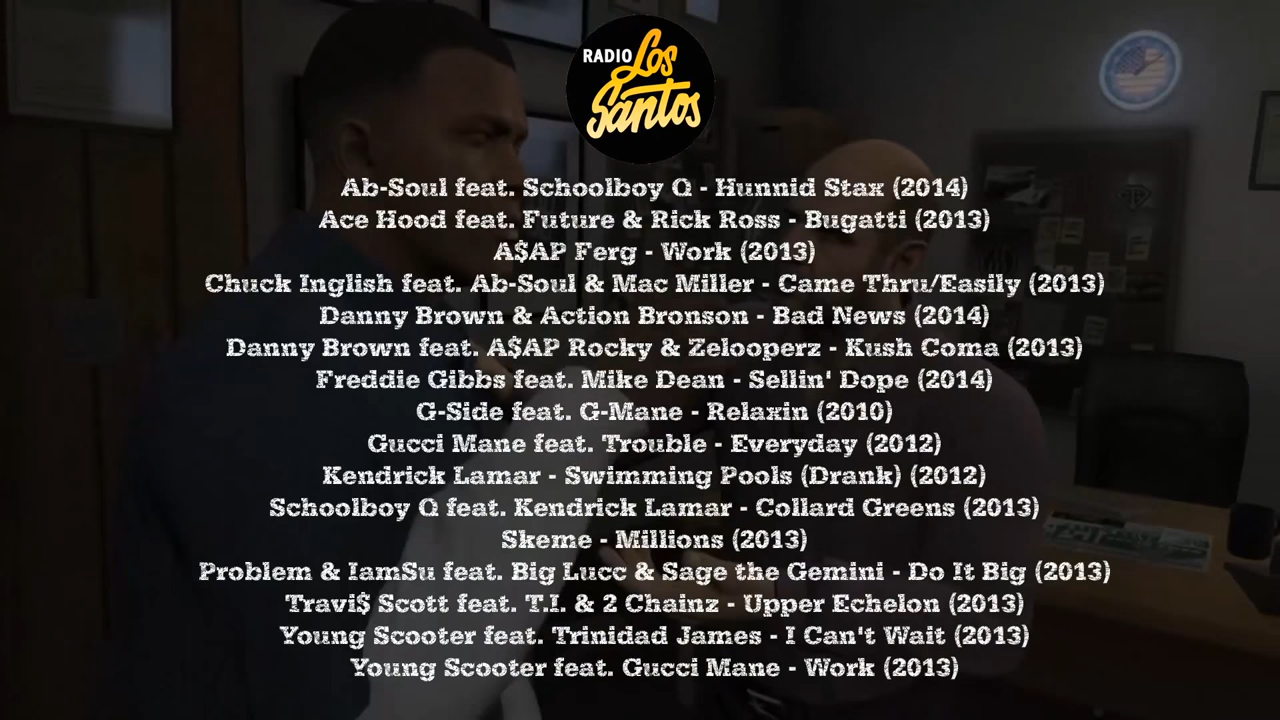 RADIO Los
Santos
Ab-Soul feat. Schoolboy Q - Hunnid Stax (2014)
Ace Hood feat. Future & Rick Ross - Bugatti (2013)
A$AP Ferg - Work (2013)
Chuck Inglish feat. Ab-Soul & Mac Miller - Came Thru/Easily (2013)
Danny Brown & Action Bronson - Bad News (2014)
Danny Brown feat. A$AP Rocky & Zelooperz - Kush Coma (2013)
Freddie Gibbs feat. Mike Dean - Sellin' Dope (2014)
G-Side feat. G-Mane - Relaxin (2010)
Gucci Mane feat. Trouble - Everyday (2012)
Kendrick Lamar - Swimming Pools (Drank) (2012)
Schoolboy Q feat. Kendrick Lamar - Collard Greens (2013)
Skeme - Millions (2013)
Problem & IamSu feat. Big Lucc & Sage the Gemini - Do It Big (2013)
Travi$ Scott feat. T.I. & 2 Chainz - Upper Echelon (2013)
Young Scooter feat. Trinidad James - I Can't Wait (2013)
Young Scooter feat. Gucci Mane - Work (2013)